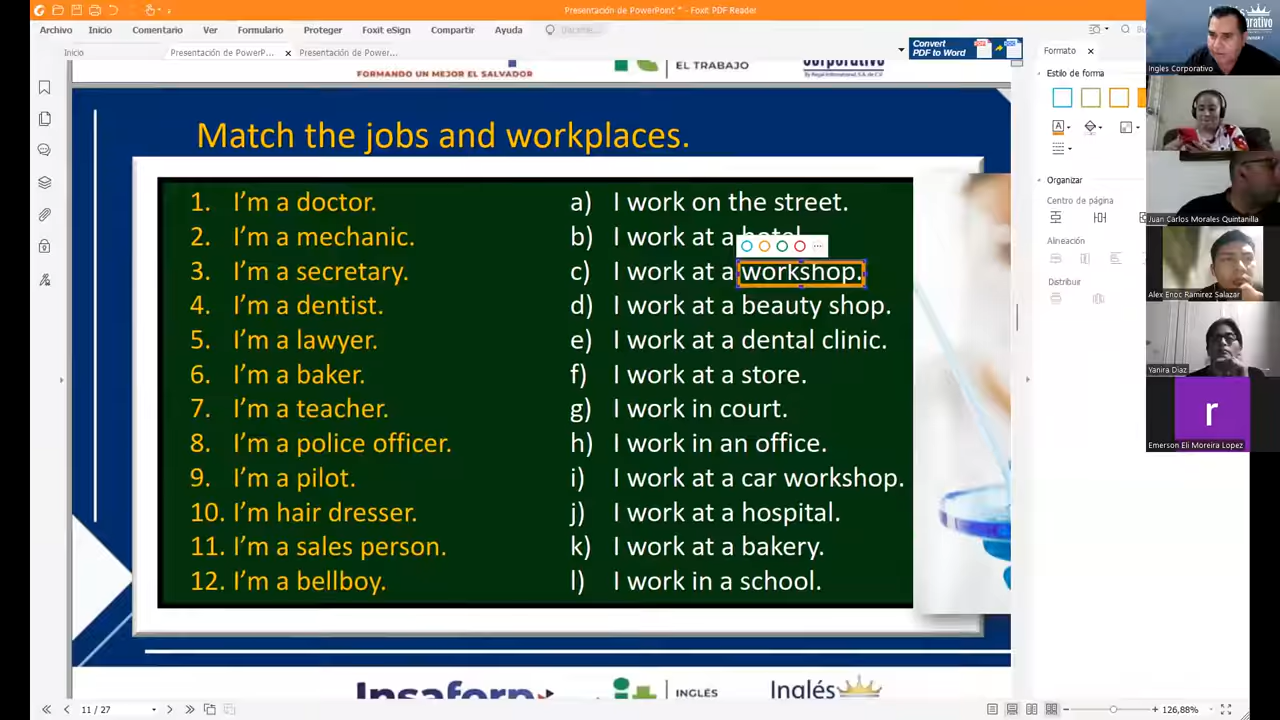 Presentación de PowerPoint * - Foxit PDF Reader
Archivo Inicio Comentario Ver Formulario Proteger Foxit eSign Compartir Ayuda
Inicio Presentación de PowerP... × Presentación de Power...
Convert
PDF to Word
Formato ×
Estilo de forma
Organizar
Centro de página
Alineación
Distribuir
FORMANDO UN MEJOR EL SALVADOR
EL TRABAJO
Corporativo
Match the jobs and workplaces.
1. I'm a doctor.
2. I'm a mechanic.
3. I'm a secretary.
4. I'm a dentist.
5. I'm a lawyer.
6. I'm a baker.
7. I'm a teacher.
8. I'm a police officer.
9. I'm a pilot.
10. I'm hair dresser.
11. I'm a sales person.
12. I'm a bellboy.
a) I work on the street.
b) I work at a hotel.
c) I work at a workshop.
d) I work at a beauty shop.
e) I work at a dental clinic.
f) I work at a store.
g) I work in court.
h) I work in an office.
i) I work at a car workshop.
j) I work at a hospital.
k) I work at a bakery.
l) I work in a school.
Insaforp
INGLÉS
Inglés
Ingles Corporativo
Juan Carlos Morales Quintanilla
Alex Enoc Ramirez Salazar
Yanira Diaz
r
Emerson Eli Moreira Lopez
11 / 27
126,88%